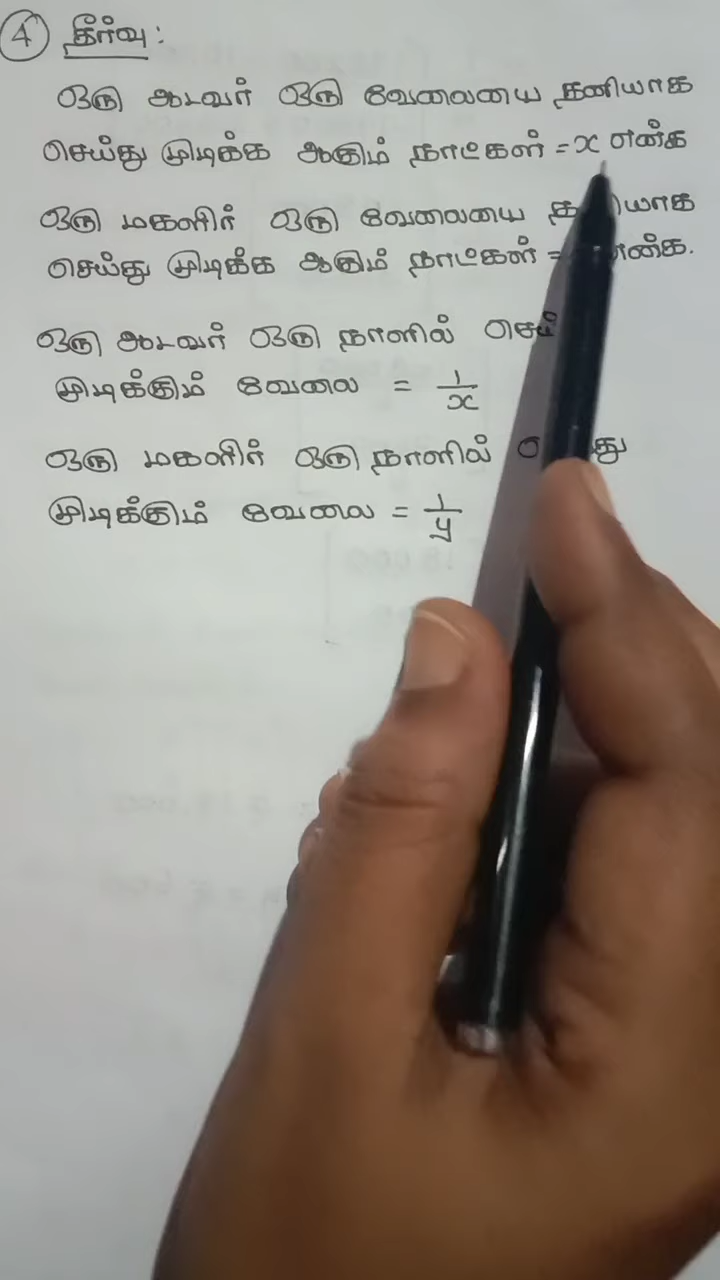 4 தீர்வு :
ஒரு ஆடவர் ஒரு வேலையை தனியாக
செய்து முடிக்க ஆகும் நாட்கள் = x என்க
ஒரு மகளிர் ஒரு வேலையை
செய்து முடிக்க ஆகும் நாட்கள் =
ஒரு ஆடவர் ஒரு நாளில்
முடிக்கும் வேலை = 1/x
ஒரு மகளிர் ஒரு நாளில்
முடிக்கும் வேலை = 1/y